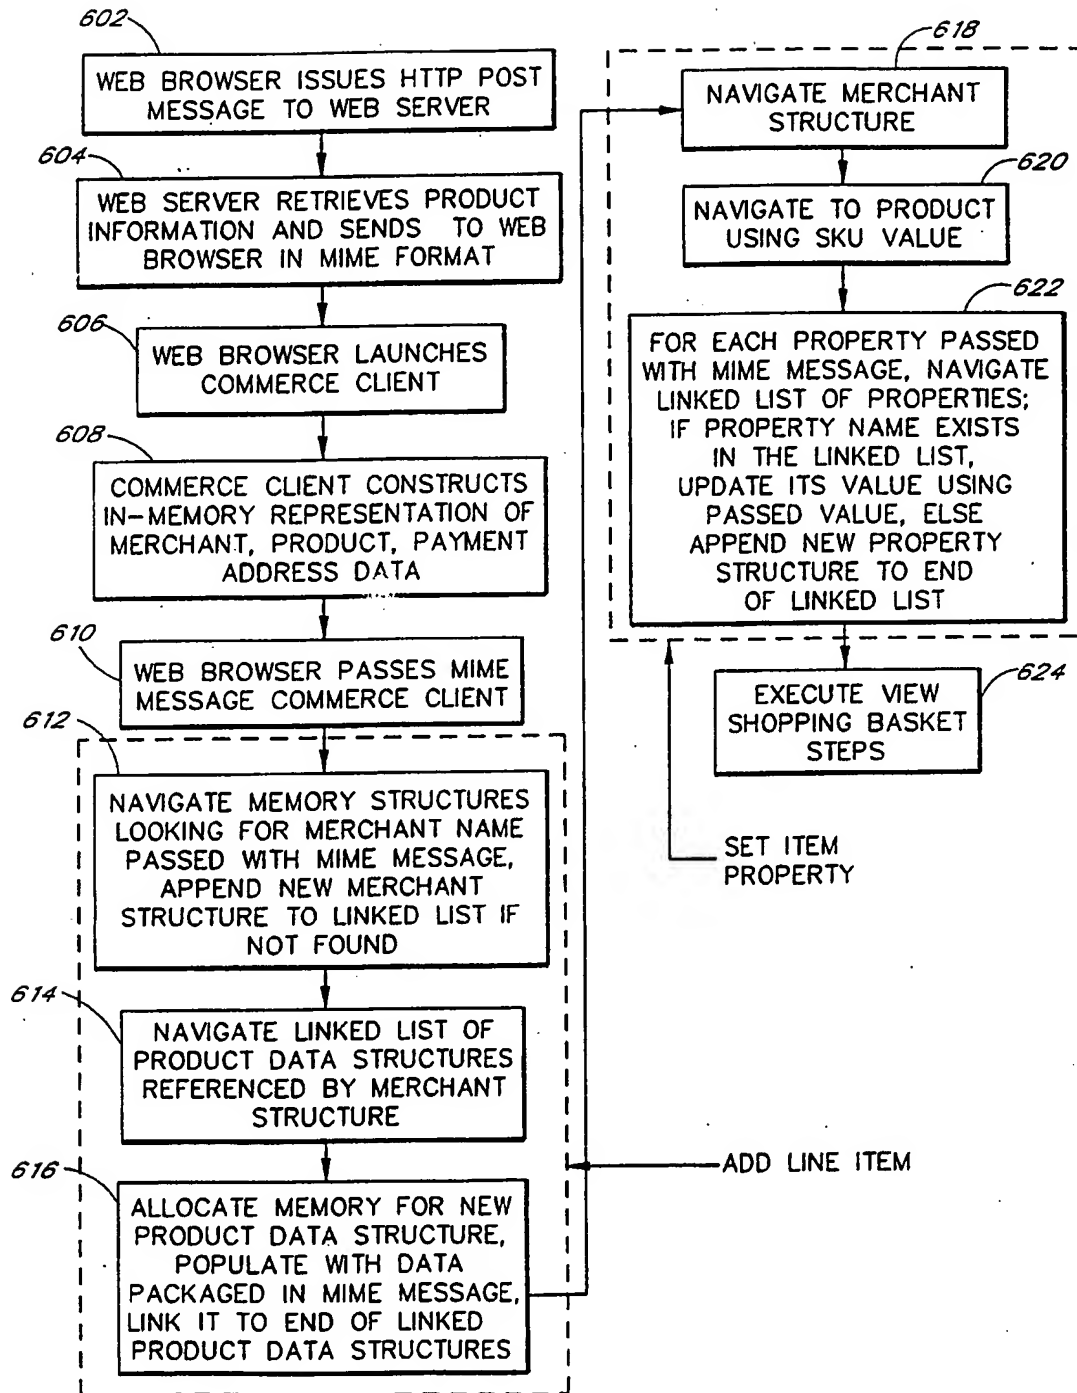 602
WEB BROWSER ISSUES HTTP POST
MESSAGE TO WEB SERVER
604
WEB SERVER RETRIEVES PRODUCT
INFORMATION AND SENDS TO WEB
BROWSER IN MIME FORMAT
606
WEB BROWSER LAUNCHES
COMMERCE CLIENT
608
COMMERCE CLIENT CONSTRUCTS
IN-MEMORY REPRESENTATION OF
MERCHANT, PRODUCT, PAYMENT
ADDRESS DATA
610
WEB BROWSER PASSES MIME
MESSAGE COMMERCE CLIENT
612
NAVIGATE MEMORY STRUCTURES
LOOKING FOR MERCHANT NAME
PASSED WITH MIME MESSAGE,
APPEND NEW MERCHANT
STRUCTURE TO LINKED LIST IF
NOT FOUND
614
NAVIGATE LINKED LIST OF
PRODUCT DATA STRUCTURES
REFERENCED BY MERCHANT
STRUCTURE
616
ALLOCATE MEMORY FOR NEW
PRODUCT DATA STRUCTURE,
POPULATE WITH DATA
PACKAGED IN MIME MESSAGE,
LINK IT TO END OF LINKED
PRODUCT DATA STRUCTURES
ADD LINE ITEM
618
NAVIGATE MERCHANT
STRUCTURE
620
NAVIGATE TO PRODUCT
USING SKU VALUE
622
FOR EACH PROPERTY PASSED
WITH MIME MESSAGE, NAVIGATE
LINKED LIST OF PROPERTIES;
IF PROPERTY NAME EXISTS
IN THE LINKED LIST,
UPDATE ITS VALUE USING
PASSED VALUE, ELSE
APPEND NEW PROPERTY
STRUCTURE TO END
OF LINKED LIST
624
EXECUTE VIEW
SHOPPING BASKET
STEPS
SET ITEM
PROPERTY